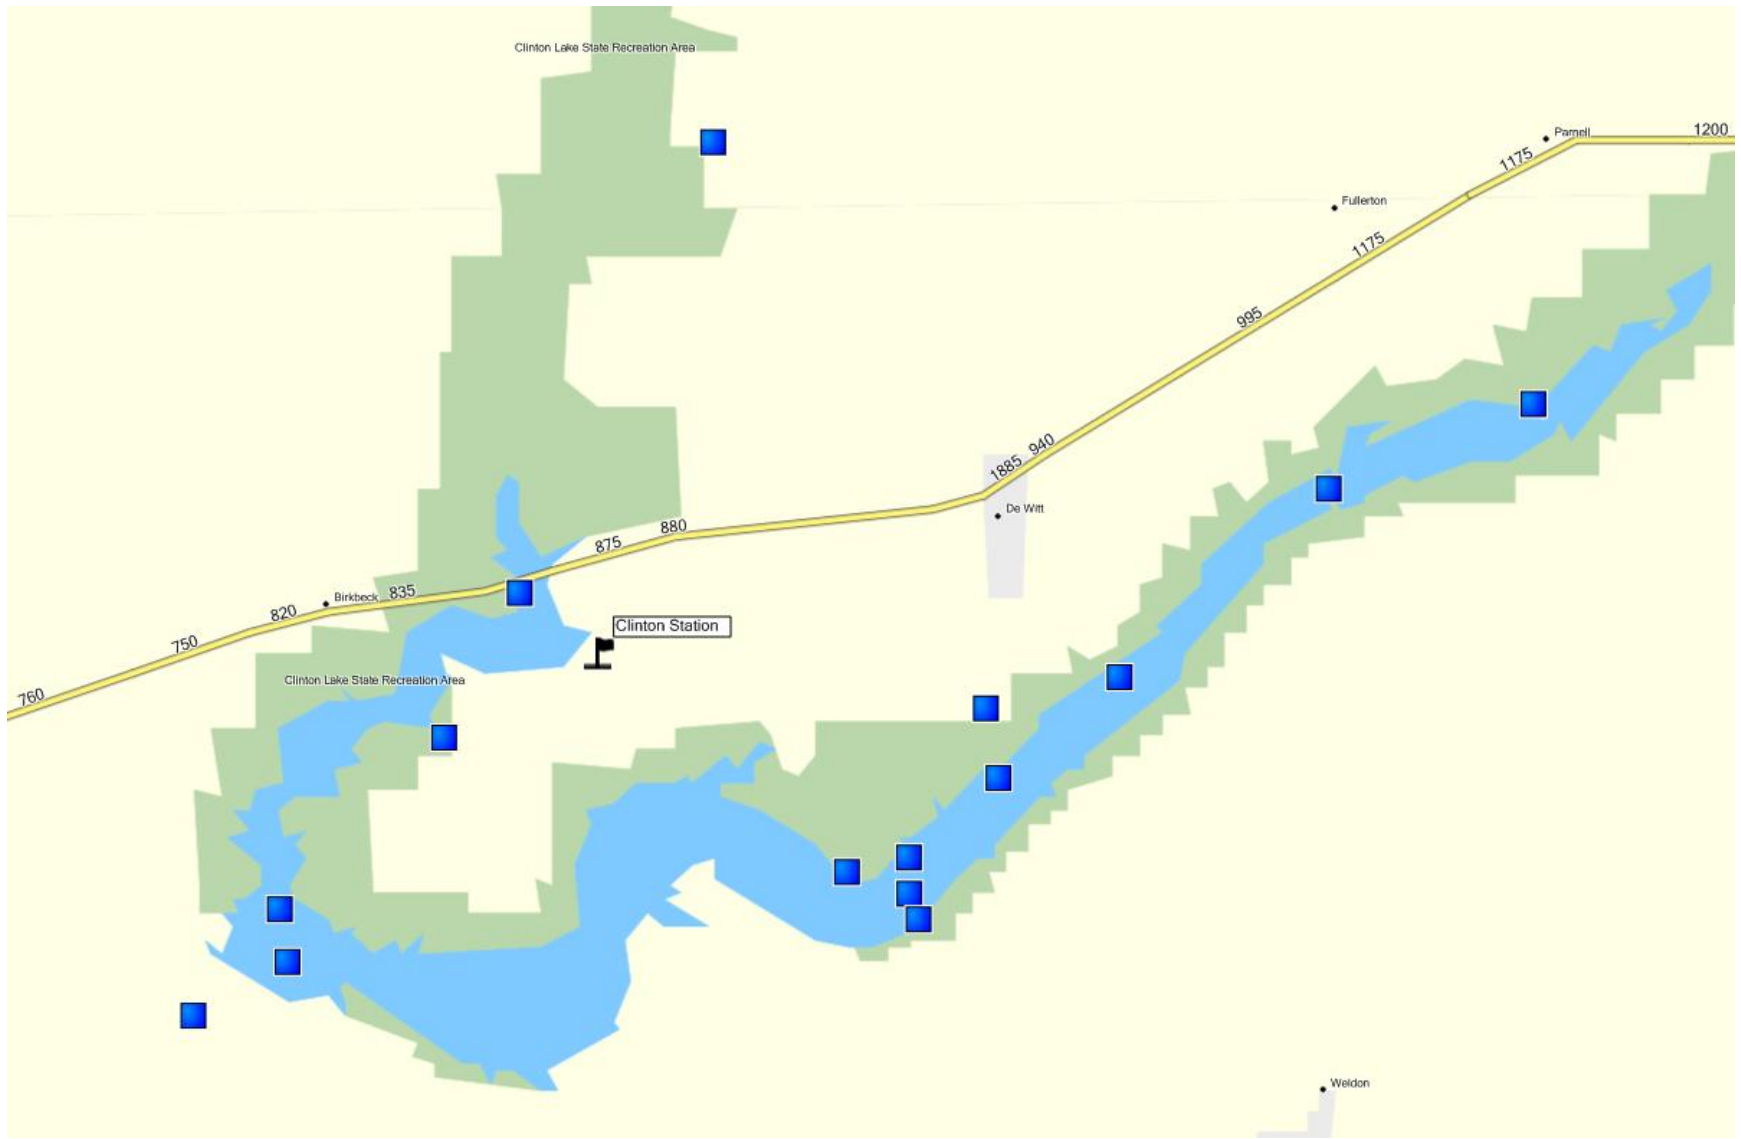 Clinton Lake State Recreation Area
Parnell
1200
1175
Fullerton
1175
995
940
1885
De Witt
880
875
835
Birkbeck
820
Clinton Station
750
Clinton Lake State Recreation Area
760
Weldon